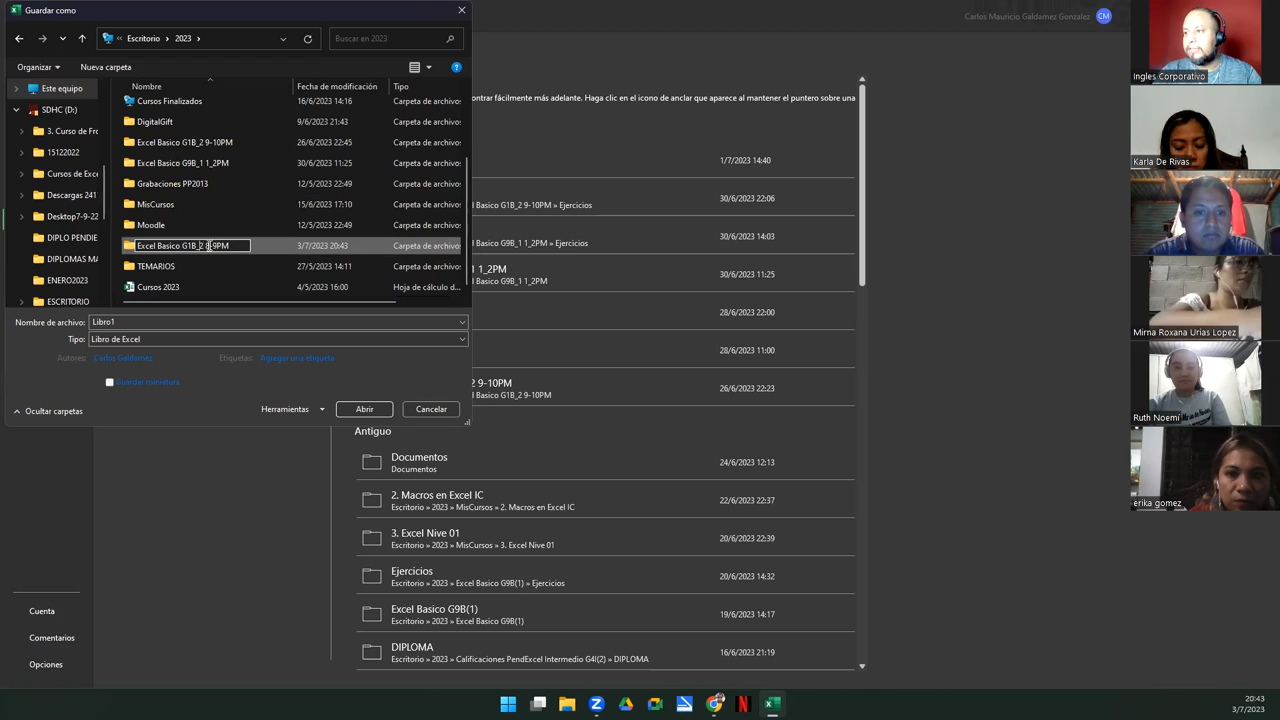 Guardar como
Escritorio > 2023 >
Buscar en 2023
Organizar
Nueva carpeta
Este equipo
SDHC (D:)
3. Curso de Fro
15122022
Cursos de Exce
Descargas 241
Desktop7-9-22
DIPLO PENDIE
DIPLOMAS MA
ENERO2023
ESCRITORIO
Nombre Fecha de modificación Tipo
Cursos Finalizados 16/6/2023 14:16 Carpeta de archivos
DigitalGift 9/6/2023 21:43 Carpeta de archivos
Excel Basico G1B_2 9-10PM 26/6/2023 22:45 Carpeta de archivos
Excel Basico G9B_1 1_2PM 30/6/2023 11:25 Carpeta de archivos
Grabaciones PP2013 12/5/2023 22:49 Carpeta de archivos
MisCursos 15/6/2023 17:10 Carpeta de archivos
Moodle 12/5/2023 22:49 Carpeta de archivos
Excel Basico G1B_2 8-9PM 3/7/2023 20:43 Carpeta de archivos
TEMARIOS 27/5/2023 14:11 Carpeta de archivos
Cursos 2023 4/5/2023 16:00 Hoja de cálculo d...
Nombre de archivo: Libro1
Tipo: Libro de Excel
Autores: Carlos Galdamez
Etiquetas: Agregar una etiqueta
Guardar miniatura
Ocultar carpetas
Herramientas
Abrir
Cancelar
Carlos Mauricio Galdamez Gonzalez CM
ontrar fácilmente más adelante. Haga clic en el icono de anclar que aparece al mantener el puntero sobre una
1/7/2023 14:40
el Basico G1B_2 9-10PM » Ejercicios 30/6/2023 22:06
el Basico G9B_1 1_2PM » Ejercicios 30/6/2023 14:03
1 1_2PM
el Basico G9B_1 1_2PM 30/6/2023 11:25
28/6/2023 22:00
28/6/2023 11:00
2 9-10PM
el Basico G1B_2 9-10PM 26/6/2023 22:23
Antiguo
Documentos
Documentos 24/6/2023 12:13
2. Macros en Excel IC
Escritorio » 2023 » MisCursos » 2. Macros en Excel IC 22/6/2023 22:37
3. Excel Nive 01
Escritorio » 2023 » MisCursos » 3. Excel Nive 01 20/6/2023 22:39
Ejercicios
Escritorio » 2023 » Excel Basico G9B(1) » Ejercicios 20/6/2023 14:32
Excel Basico G9B(1)
Escritorio » 2023 » Excel Basico G9B(1) 19/6/2023 14:17
DIPLOMA
Escritorio » 2023 » Calificaciones PendExcel Intermedio G4I(2) » DIPLOMA 16/6/2023 21:19
Cuenta
Comentarios
Opciones
Ingles Corporativo
Karla De Rivas
Mirna Roxana Urias Lopez
Ruth Noemí
erika gomez
20:43
3/7/2023